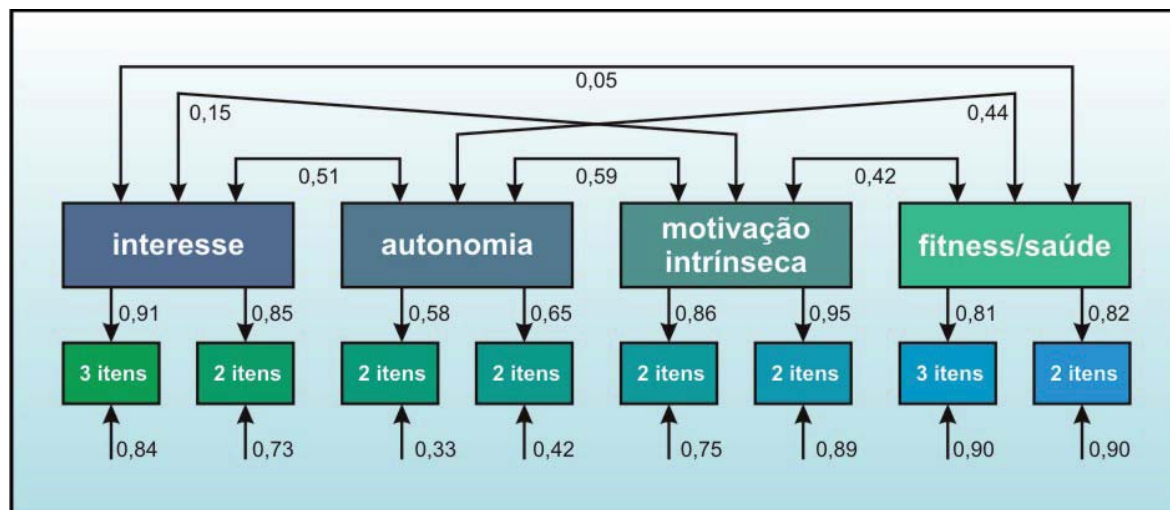 0,05
0,15
0,44
0,51
0,59
0,42
interesse
autonomia
motivação
intrínseca
fitness/saúde
0,91
0,85
0,58
0,65
0,86
0,95
0,81
0,82
3 itens
2 itens
2 itens
2 itens
2 itens
2 itens
3 itens
2 itens
0,84
0,73
0,33
0,42
0,75
0,89
0,90
0,90